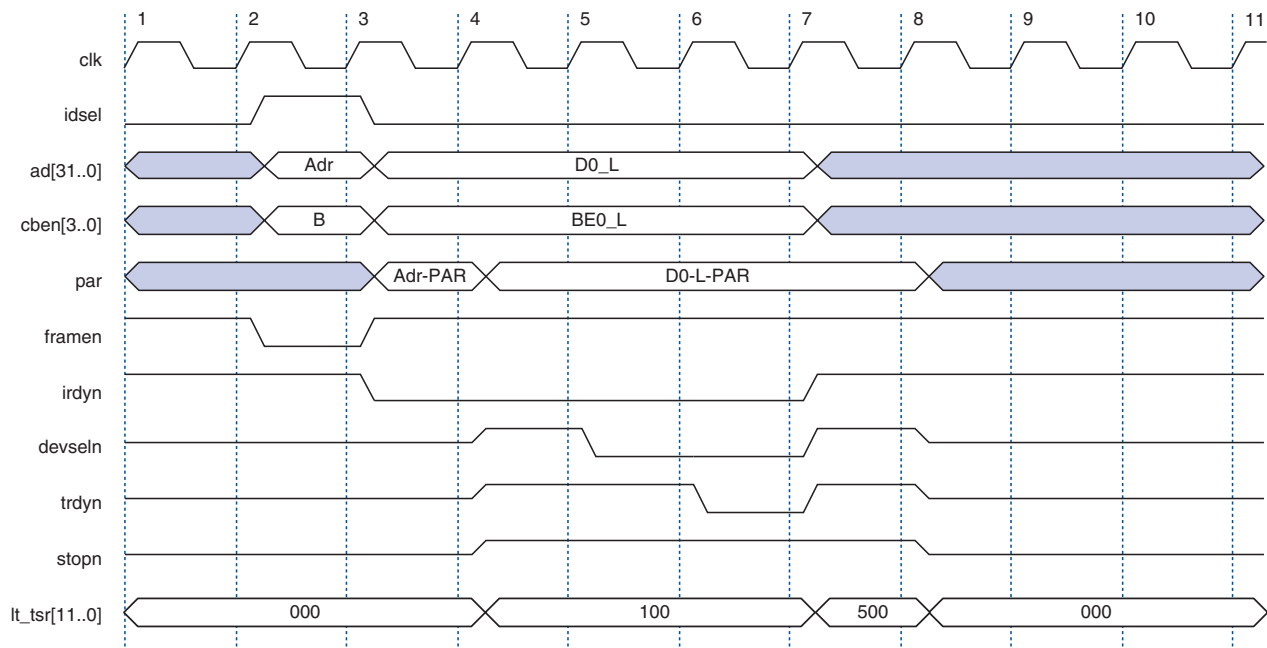 1 2 3 4 5 6 7 8 9 10 11
clk
idsel
ad[31..0] Adr D0_L
cben[3..0] B BE0_L
par Adr-PAR D0-L-PAR
framen
irdyn
devseln
trdyn
stopn
lt_tsr[11..0] 000 100 500 000